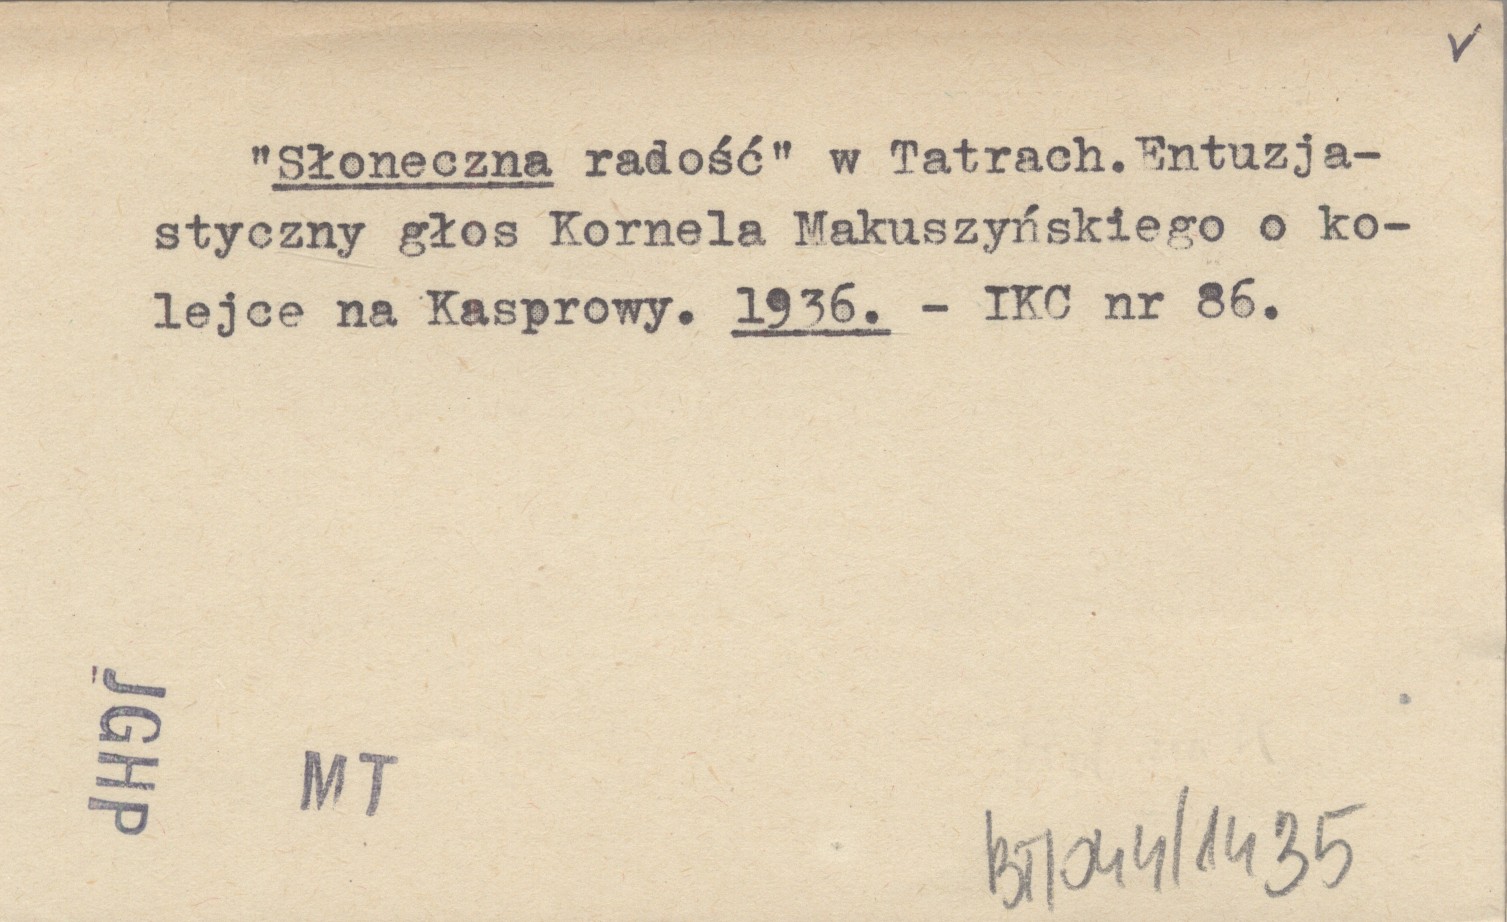 "Słoneczna radość" w Tatrach.Entuzja-
styczny głos Kornela Makuszyńskiego o ko-
lejce na Kasprowy. 1936. - IKC nr 86.
JGHP
MT
BT/044/1435